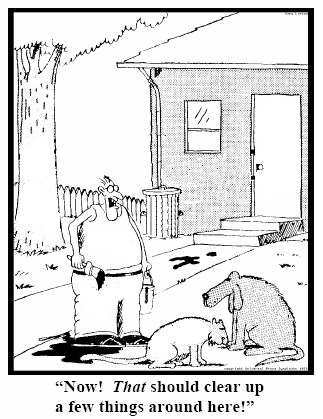 “Now! That should clear up
a few things around here!”